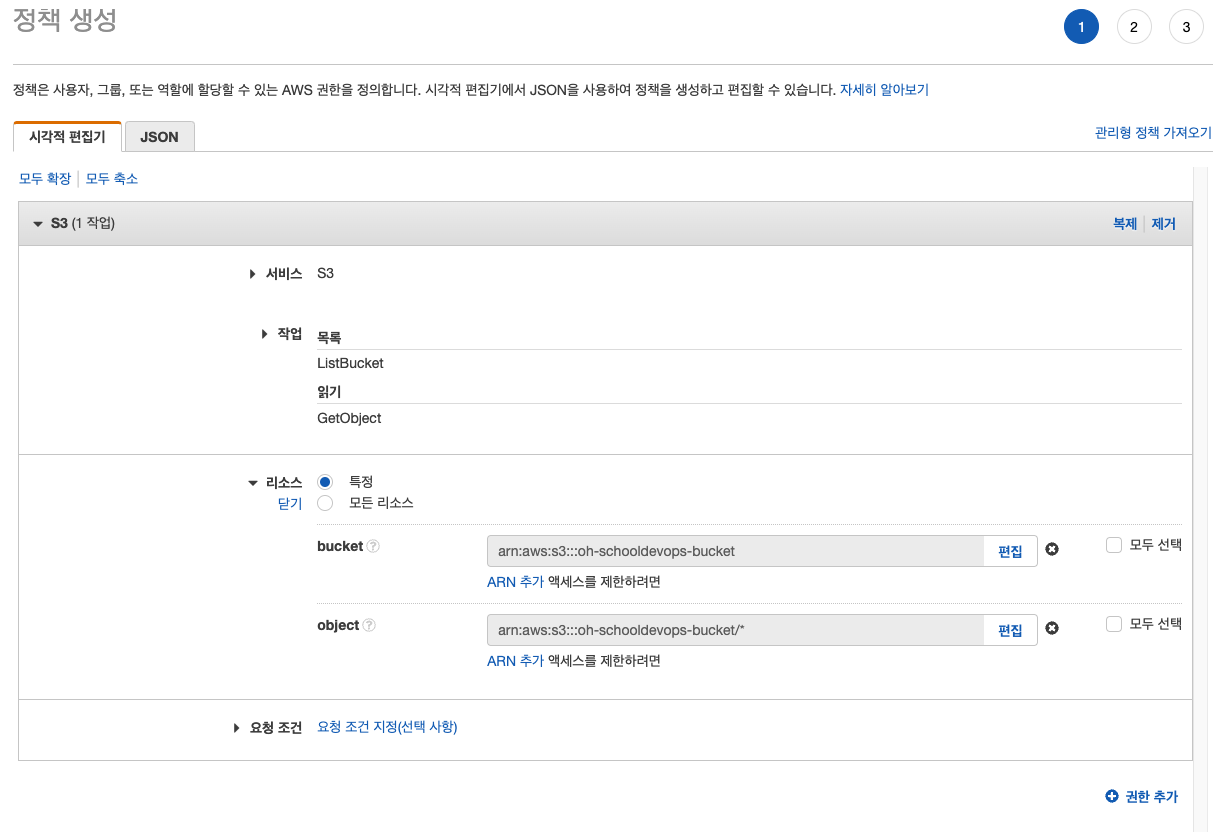 정책 생성
1 2 3
정책은 사용자, 그룹, 또는 역할에 할당할 수 있는 AWS 권한을 정의합니다. 시각적 편집기에서 JSON을 사용하여 정책을 생성하고 편집할 수 있습니다. 자세히 알아보기
시각적 편집기 JSON 관리형 정책 가져오기
모두 확장 모두 축소
S3 (1 작업) 복제 제거
서비스 S3
작업 목록
ListBucket
읽기
GetObject
리소스 특정
닫기 모든 리소스
bucket ? arn:aws:s3:::oh-schooldevops-bucket 편집 모두 선택
ARN 추가 액세스를 제한하려면
object ? arn:aws:s3:::oh-schooldevops-bucket/* 편집 모두 선택
ARN 추가 액세스를 제한하려면
요청 조건 요청 조건 지정(선택 사항)
권한 추가